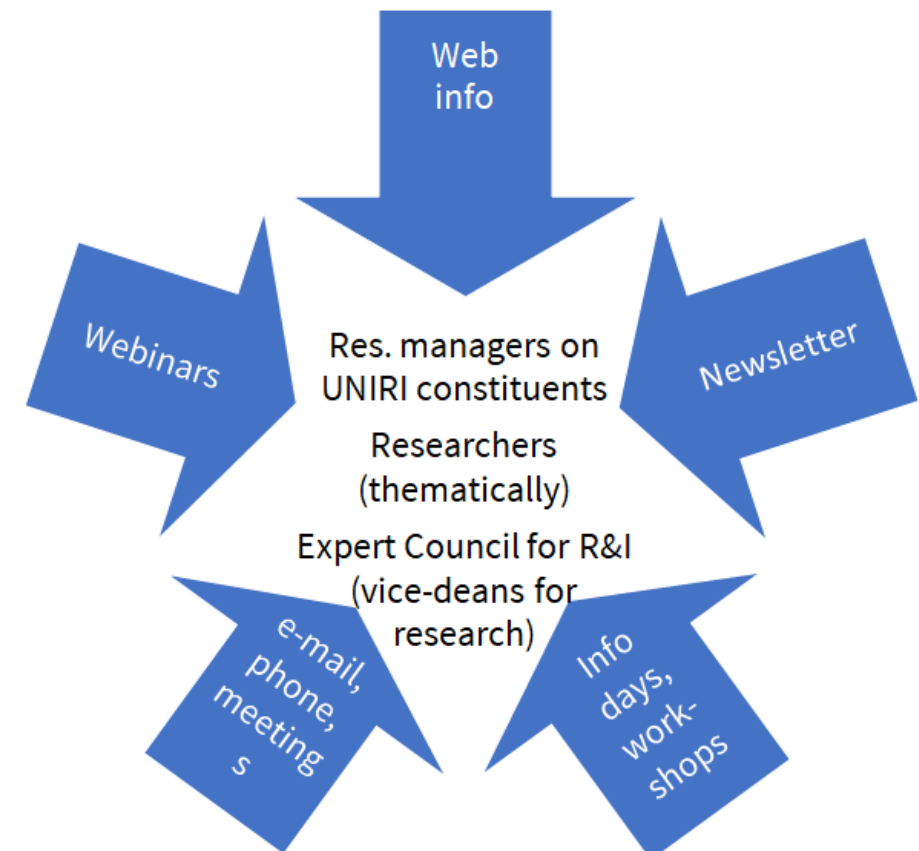 Web
info
Webinars
Newsletter
Res. managers on
UNIRI constituents
Researchers
(thematically)
Expert Council for R&I
(vice-deans for
research)
e-mail,
phone,
meeting
s
Info
days,
work-
shops